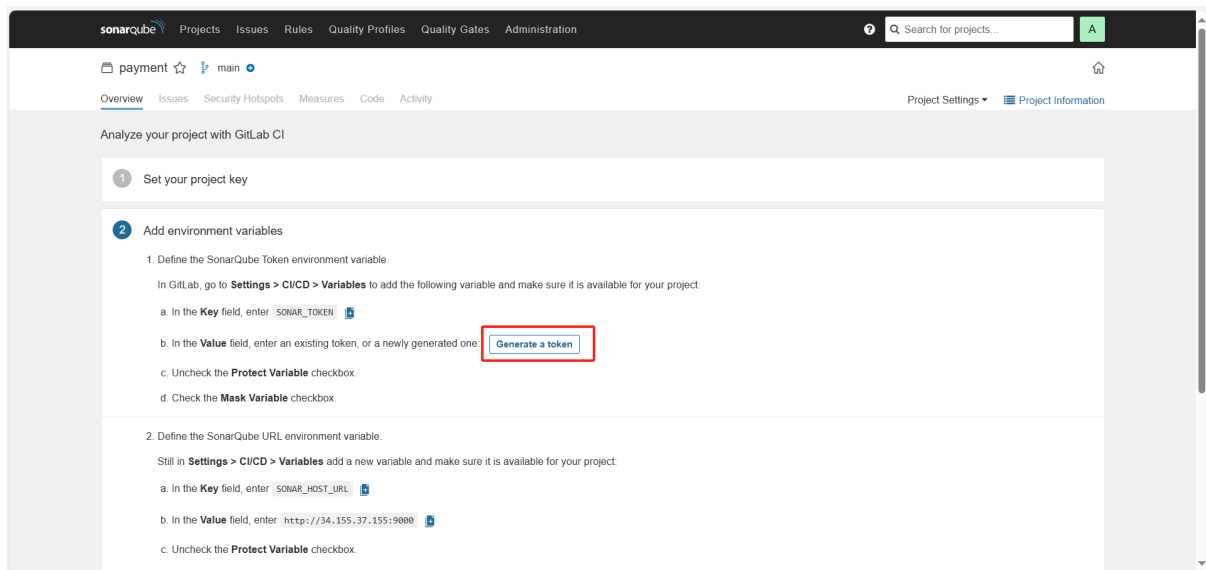 sonarqube Projects Issues Rules Quality Profiles Quality Gates Administration ? Search for projects... A
payment main
Overview Issues Security Hotspots Measures Code Activity Project Settings Project Information
Analyze your project with GitLab CI
1 Set your project key
2 Add environment variables
1. Define the SonarQube Token environment variable.
In GitLab, go to Settings > CI/CD > Variables to add the following variable and make sure it is available for your project:
a. In the Key field, enter SONAR_TOKEN
b. In the Value field, enter an existing token, or a newly generated one: Generate a token
c. Uncheck the Protect Variable checkbox.
d. Check the Mask Variable checkbox.
2. Define the SonarQube URL environment variable.
Still in Settings > CI/CD > Variables add a new variable and make sure it is available for your project:
a. In the Key field, enter SONAR_HOST_URL
b. In the Value field, enter http://34.155.37.155:9000
c. Uncheck the Protect Variable checkbox.